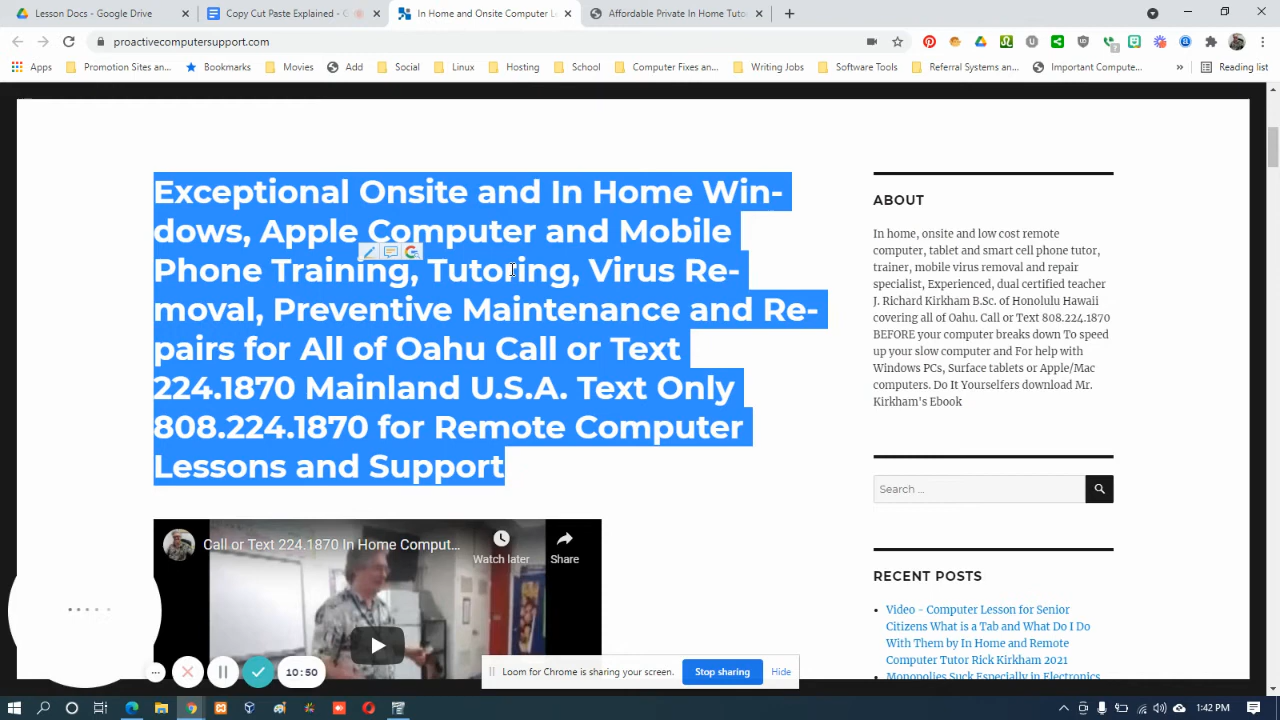 Lesson Docs - Google D
Copy Cut Paste Explained - G
In Home and Onsite Computer L
Affordable Private In Home Tuto
proactivecomputersupport.com
Apps
Promotion Sites an...
Bookmarks
Movies
Add
Social
Linux
Hosting
School
Computer Fixes an...
Writing Jobs
Software Tools
Referral Systems an...
Important Compute...
»
Reading list
Exceptional Onsite and In Home Win-
dows, Apple Computer and Mobile
Phone Training, Tutoring, Virus Re-
moval, Preventive Maintenance and Re-
pairs for All of Oahu Call or Text
224.1870 Mainland U.S.A. Text Only
808.224.1870 for Remote Computer
Lessons and Support
Call or Text 224.1870 In Home Comput...
Watch later
Share
ABOUT
In home, onsite and low cost remote
computer, tablet and smart cell phone tutor,
trainer, mobile virus removal and repair
specialist, Experienced, dual certified teacher
J. Richard Kirkham B.Sc. of Honolulu Hawaii
covering all of Oahu. Call or Text 808.224.1870
BEFORE your computer breaks down To speed
up your slow computer and For help with
Windows PCs, Surface tablets or Apple/Mac
computers. Do It Yourselfers download Mr.
Kirkham's Ebook
Search ...
RECENT POSTS
Video - Computer Lesson for Senior
Citizens What is a Tab and What Do I Do
With Them by In Home and Remote
Computer Tutor Rick Kirkham 2021
Monopolies Suck Especially in Electronics
10:50
Loom for Chrome is sharing your screen.
Stop sharing
Hide
1:42 PM